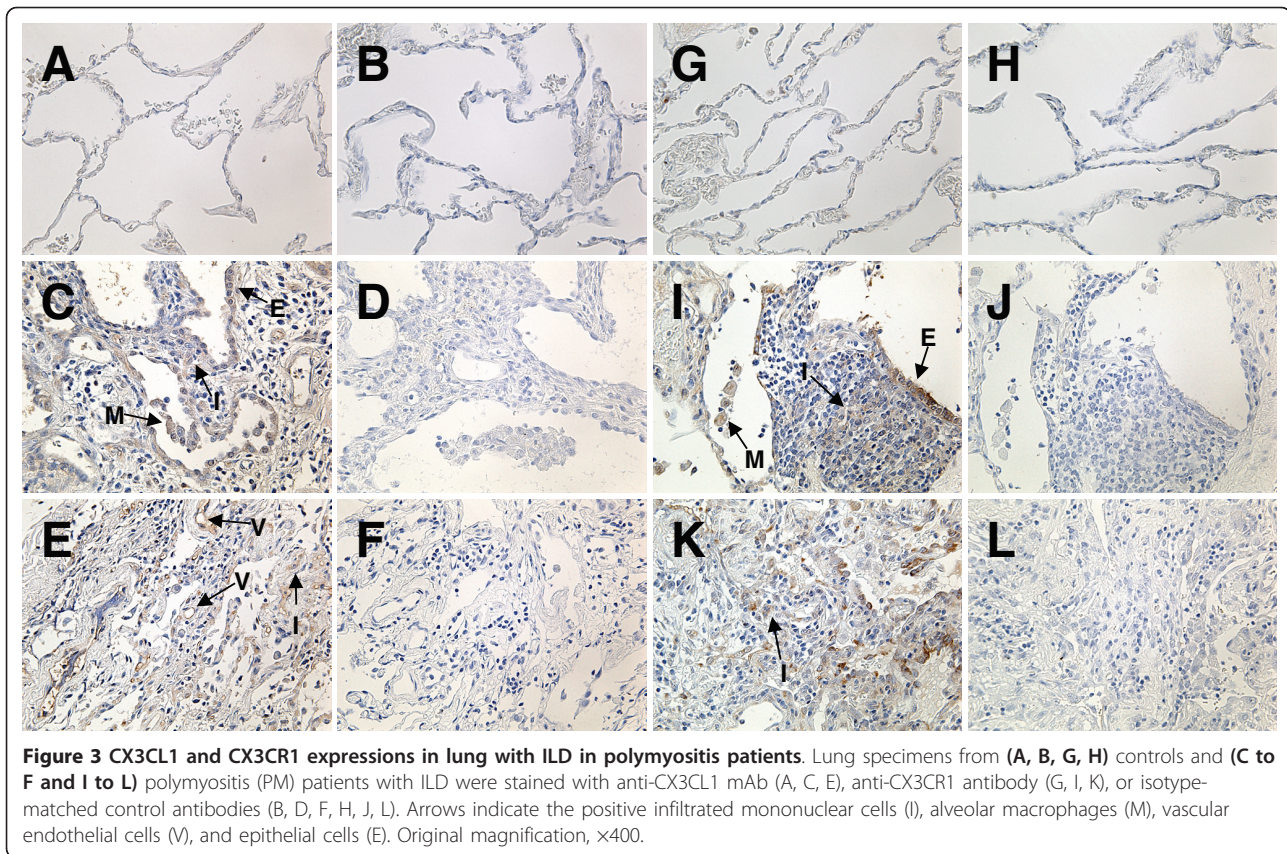 A
B
G
H
C
E
I
M
D
I
E
I
M
J
E
V
V
I
F
K
I
L
Figure 3 CX3CL1 and CX3CR1 expressions in lung with ILD in polymyositis patients. Lung specimens from (A, B, G, H) controls and (C to
F and I to L) polymyositis (PM) patients with ILD were stained with anti-CX3CL1 mAb (A, C, E), anti-CX3CR1 antibody (G, I, K), or isotype-
matched control antibodies (B, D, F, H, J, L). Arrows indicate the positive infiltrated mononuclear cells (I), alveolar macrophages (M), vascular
endothelial cells (V), and epithelial cells (E). Original magnification, ×400.